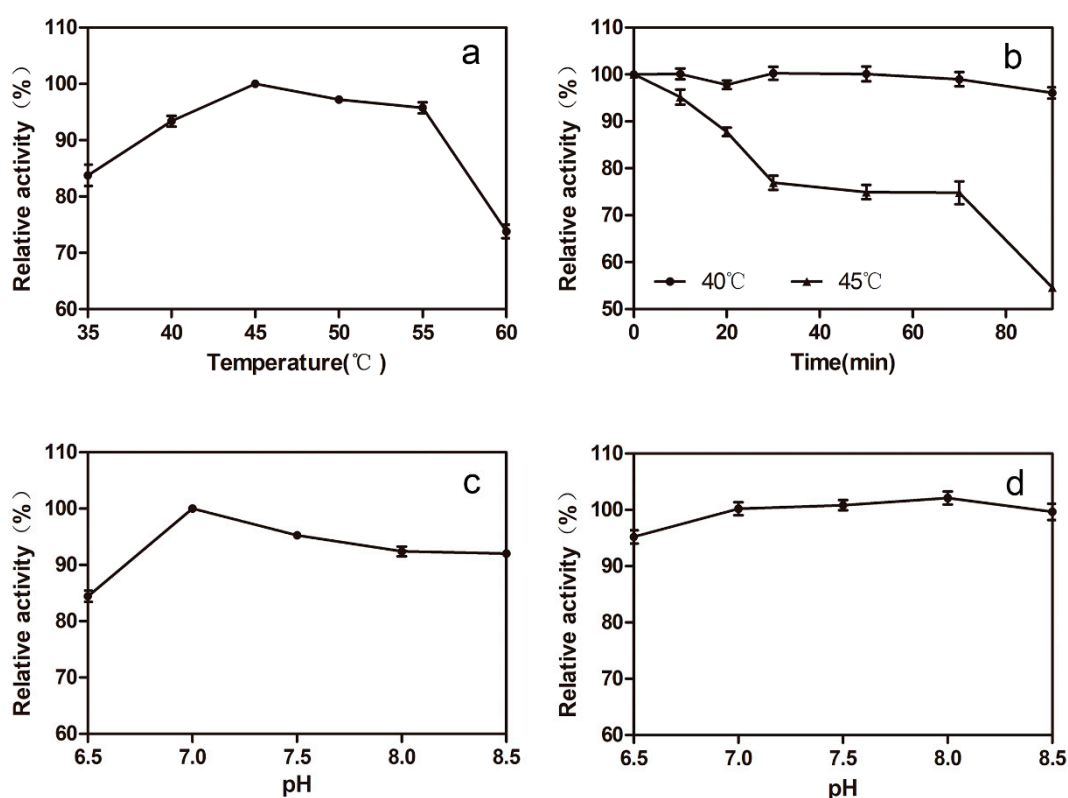 a
Relative activity（%）
110
100
90
80
70
60
35 40 45 50 55 60
Temperature(℃)
b
Relative activity（%）
110
100
90
80
70
60
50
40℃ 45℃
0 20 40 60 80
Time(min)
c
Relative activity（%）
110
100
90
80
70
60
6.5 7.0 7.5 8.0 8.5
pH
d
Relative activity（%）
110
100
90
80
70
60
6.5 7.0 7.5 8.0 8.5
pH